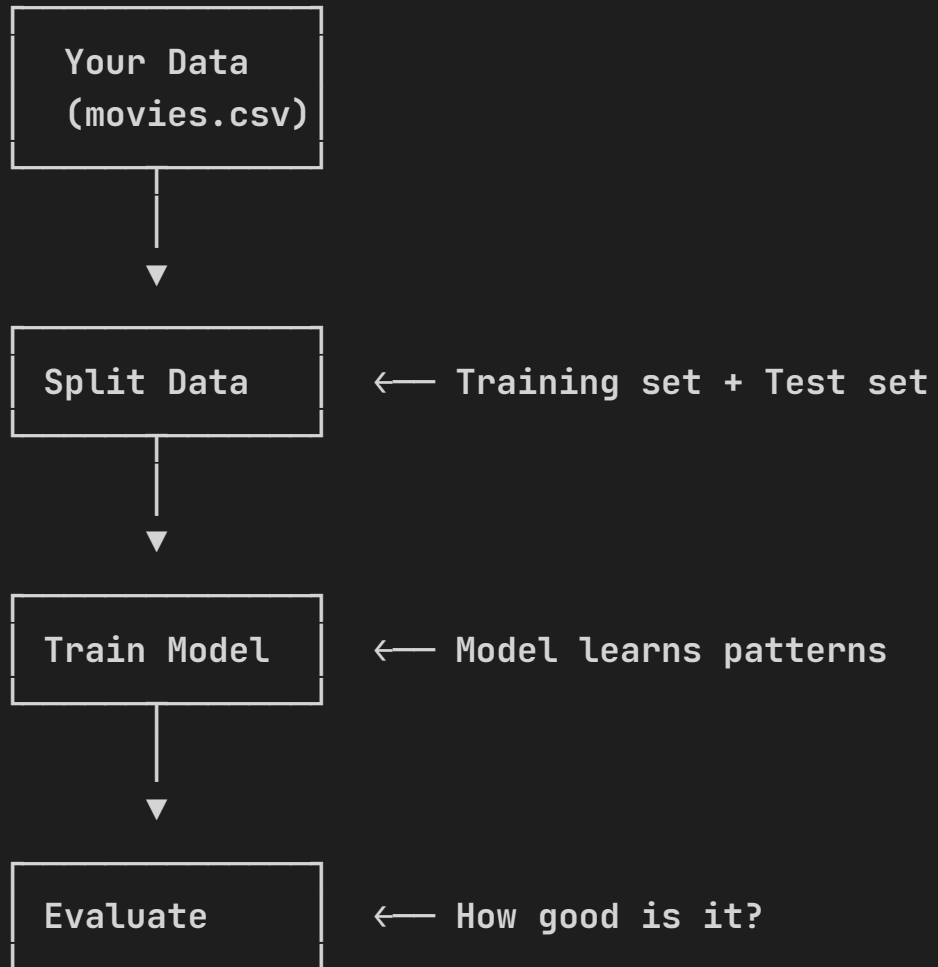 Your Data
(movies.csv)
Split Data ←── Training set + Test set
Train Model ←── Model learns patterns
Evaluate ←── How good is it?